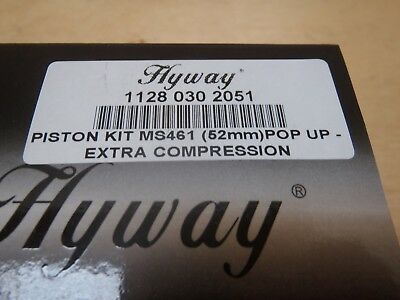 Hyway®
1128 030 2051
PISTON KIT MS461 (52mm)POP UP -
EXTRA COMPRESSION
Hyway®